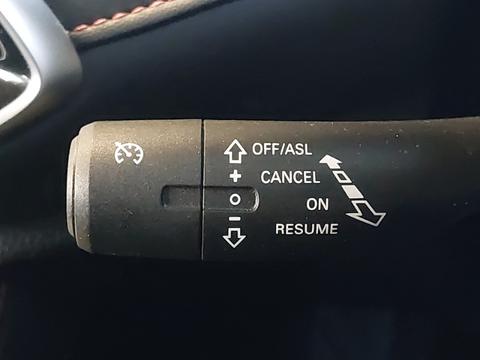 OFF/ASL
+ CANCEL
O ON
- RESUME